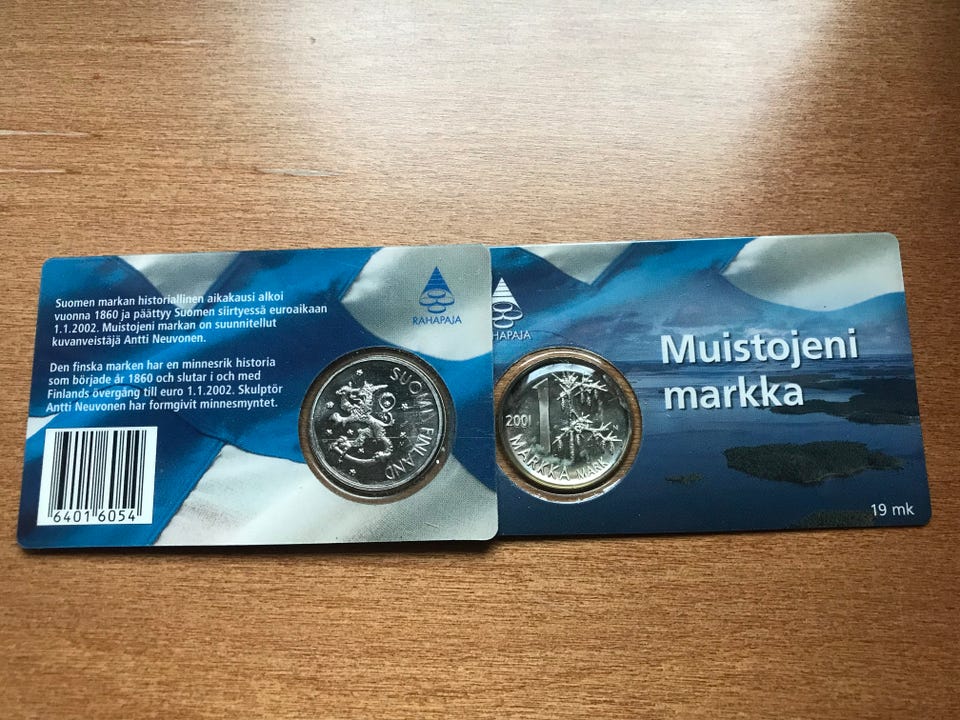 Suomen markan historiallinen aikakausi alkoi
vuonna 1860 ja päättyy Suomen siirtyessä euroaikaan
1.1.2002. Muistojeni markan on suunnitellut
kuvanveistäjä Antti Neuvonen.
Den finska marken har en minnesrik historia
som började år 1860 och slutar i och med
Finlands övergång till euro 1.1.2002. Skulptör
Antti Neuvonen har formgivit minnesmyntet.
64016054
RAHAPAJA
SUOMI FINLAND
HAPAJA
1
2001
MARKKA MARK
Muistojeni
markka
19 mk